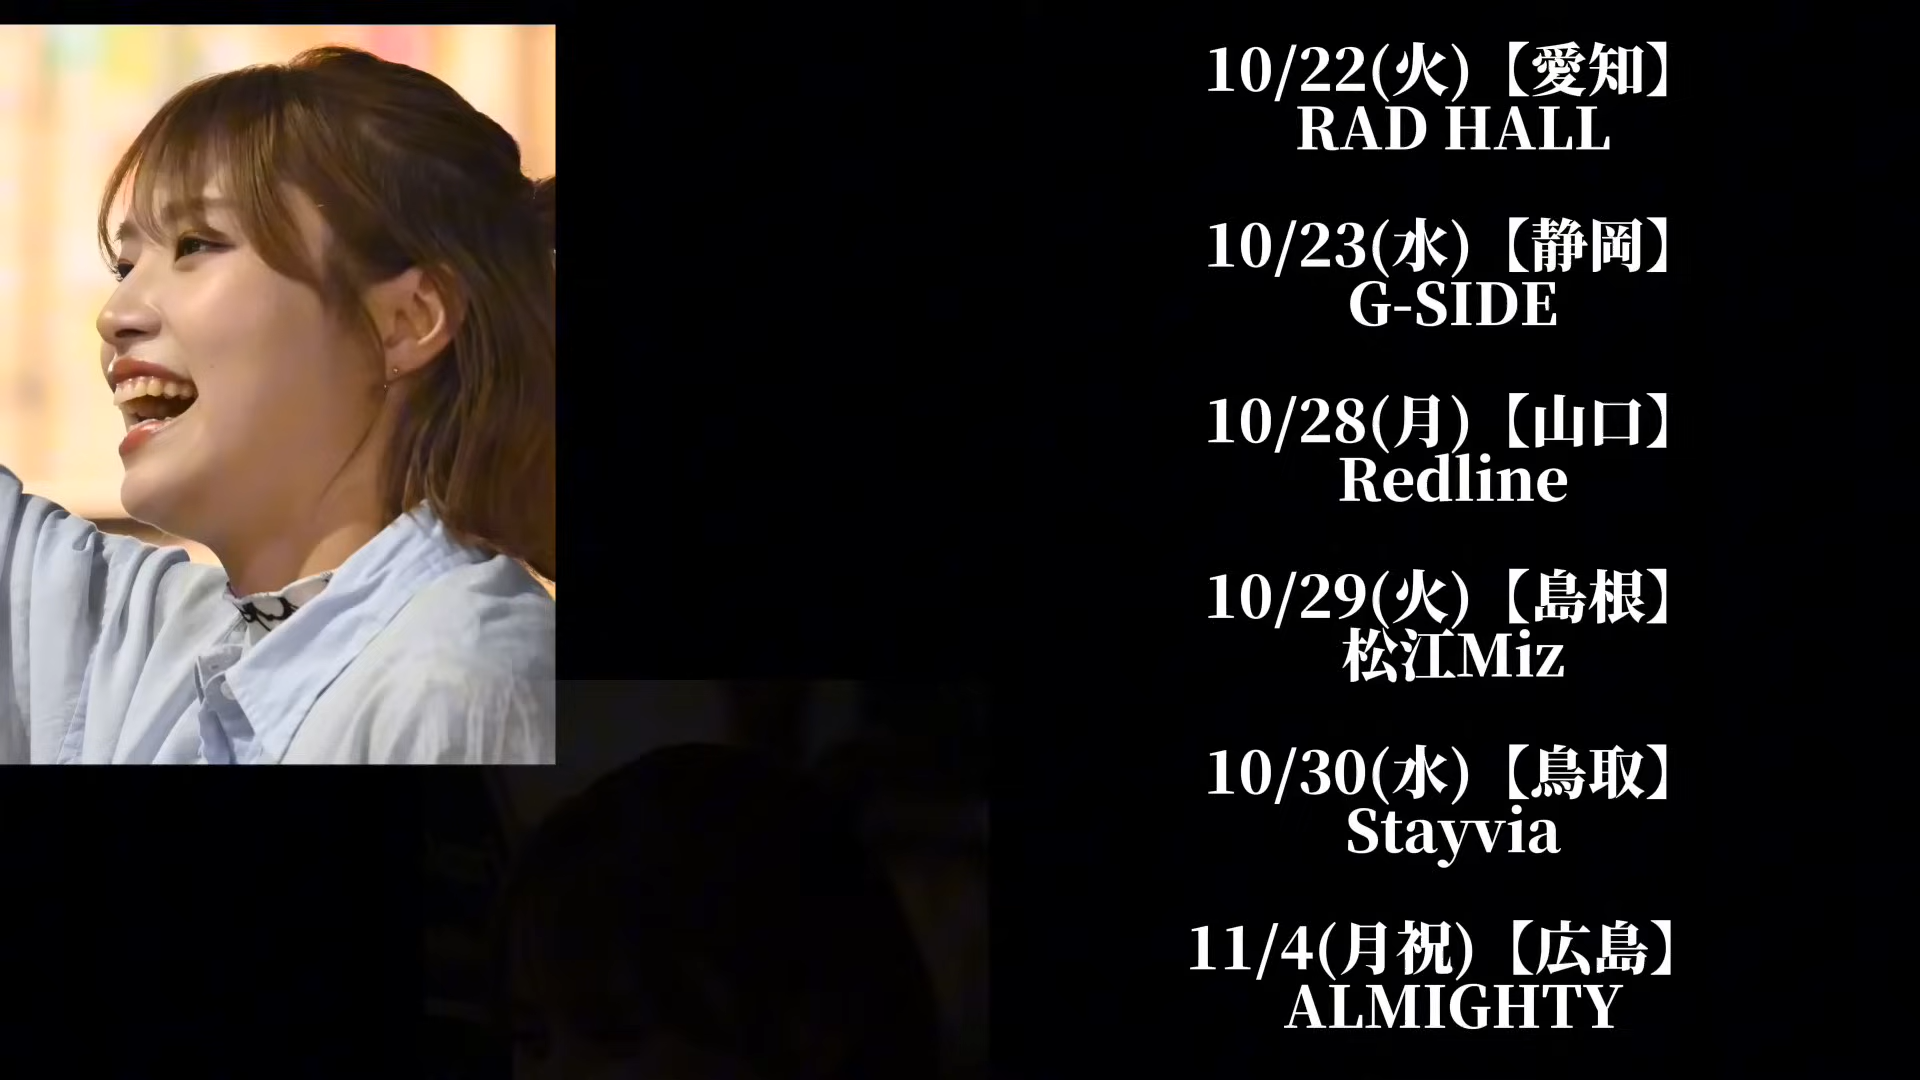 10/22(火)【愛知】
RAD HALL
10/23(水)【静岡】
G-SIDE
10/28(月)【山口】
Redline
10/29(火)【島根】
松江Miz
10/30(水)【鳥取】
Stayvia
11/4(月祝)【広島】
ALMIGHTY